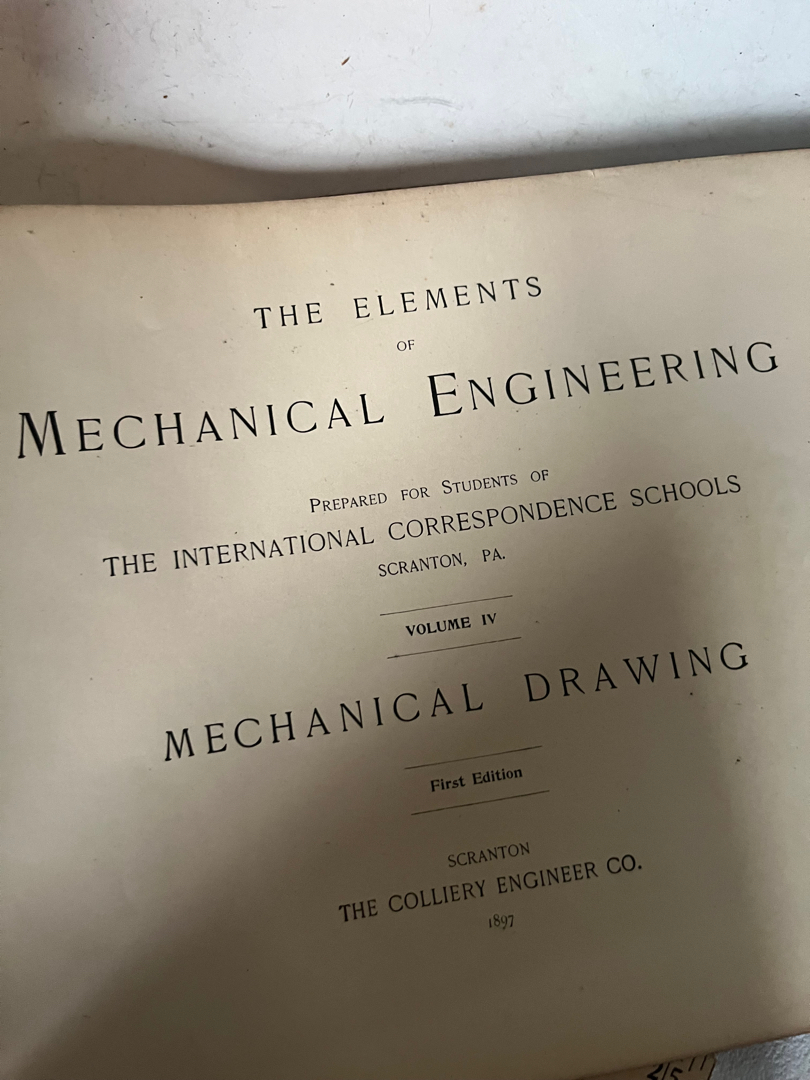 THE ELEMENTS
OF
MECHANICAL ENGINEERING
PREPARED FOR STUDENTS OF
THE INTERNATIONAL CORRESPONDENCE SCHOOLS
SCRANTON, PA.
VOLUME IV
MECHANICAL DRAWING
First Edition
SCRANTON
THE COLLIERY ENGINEER CO.
1897